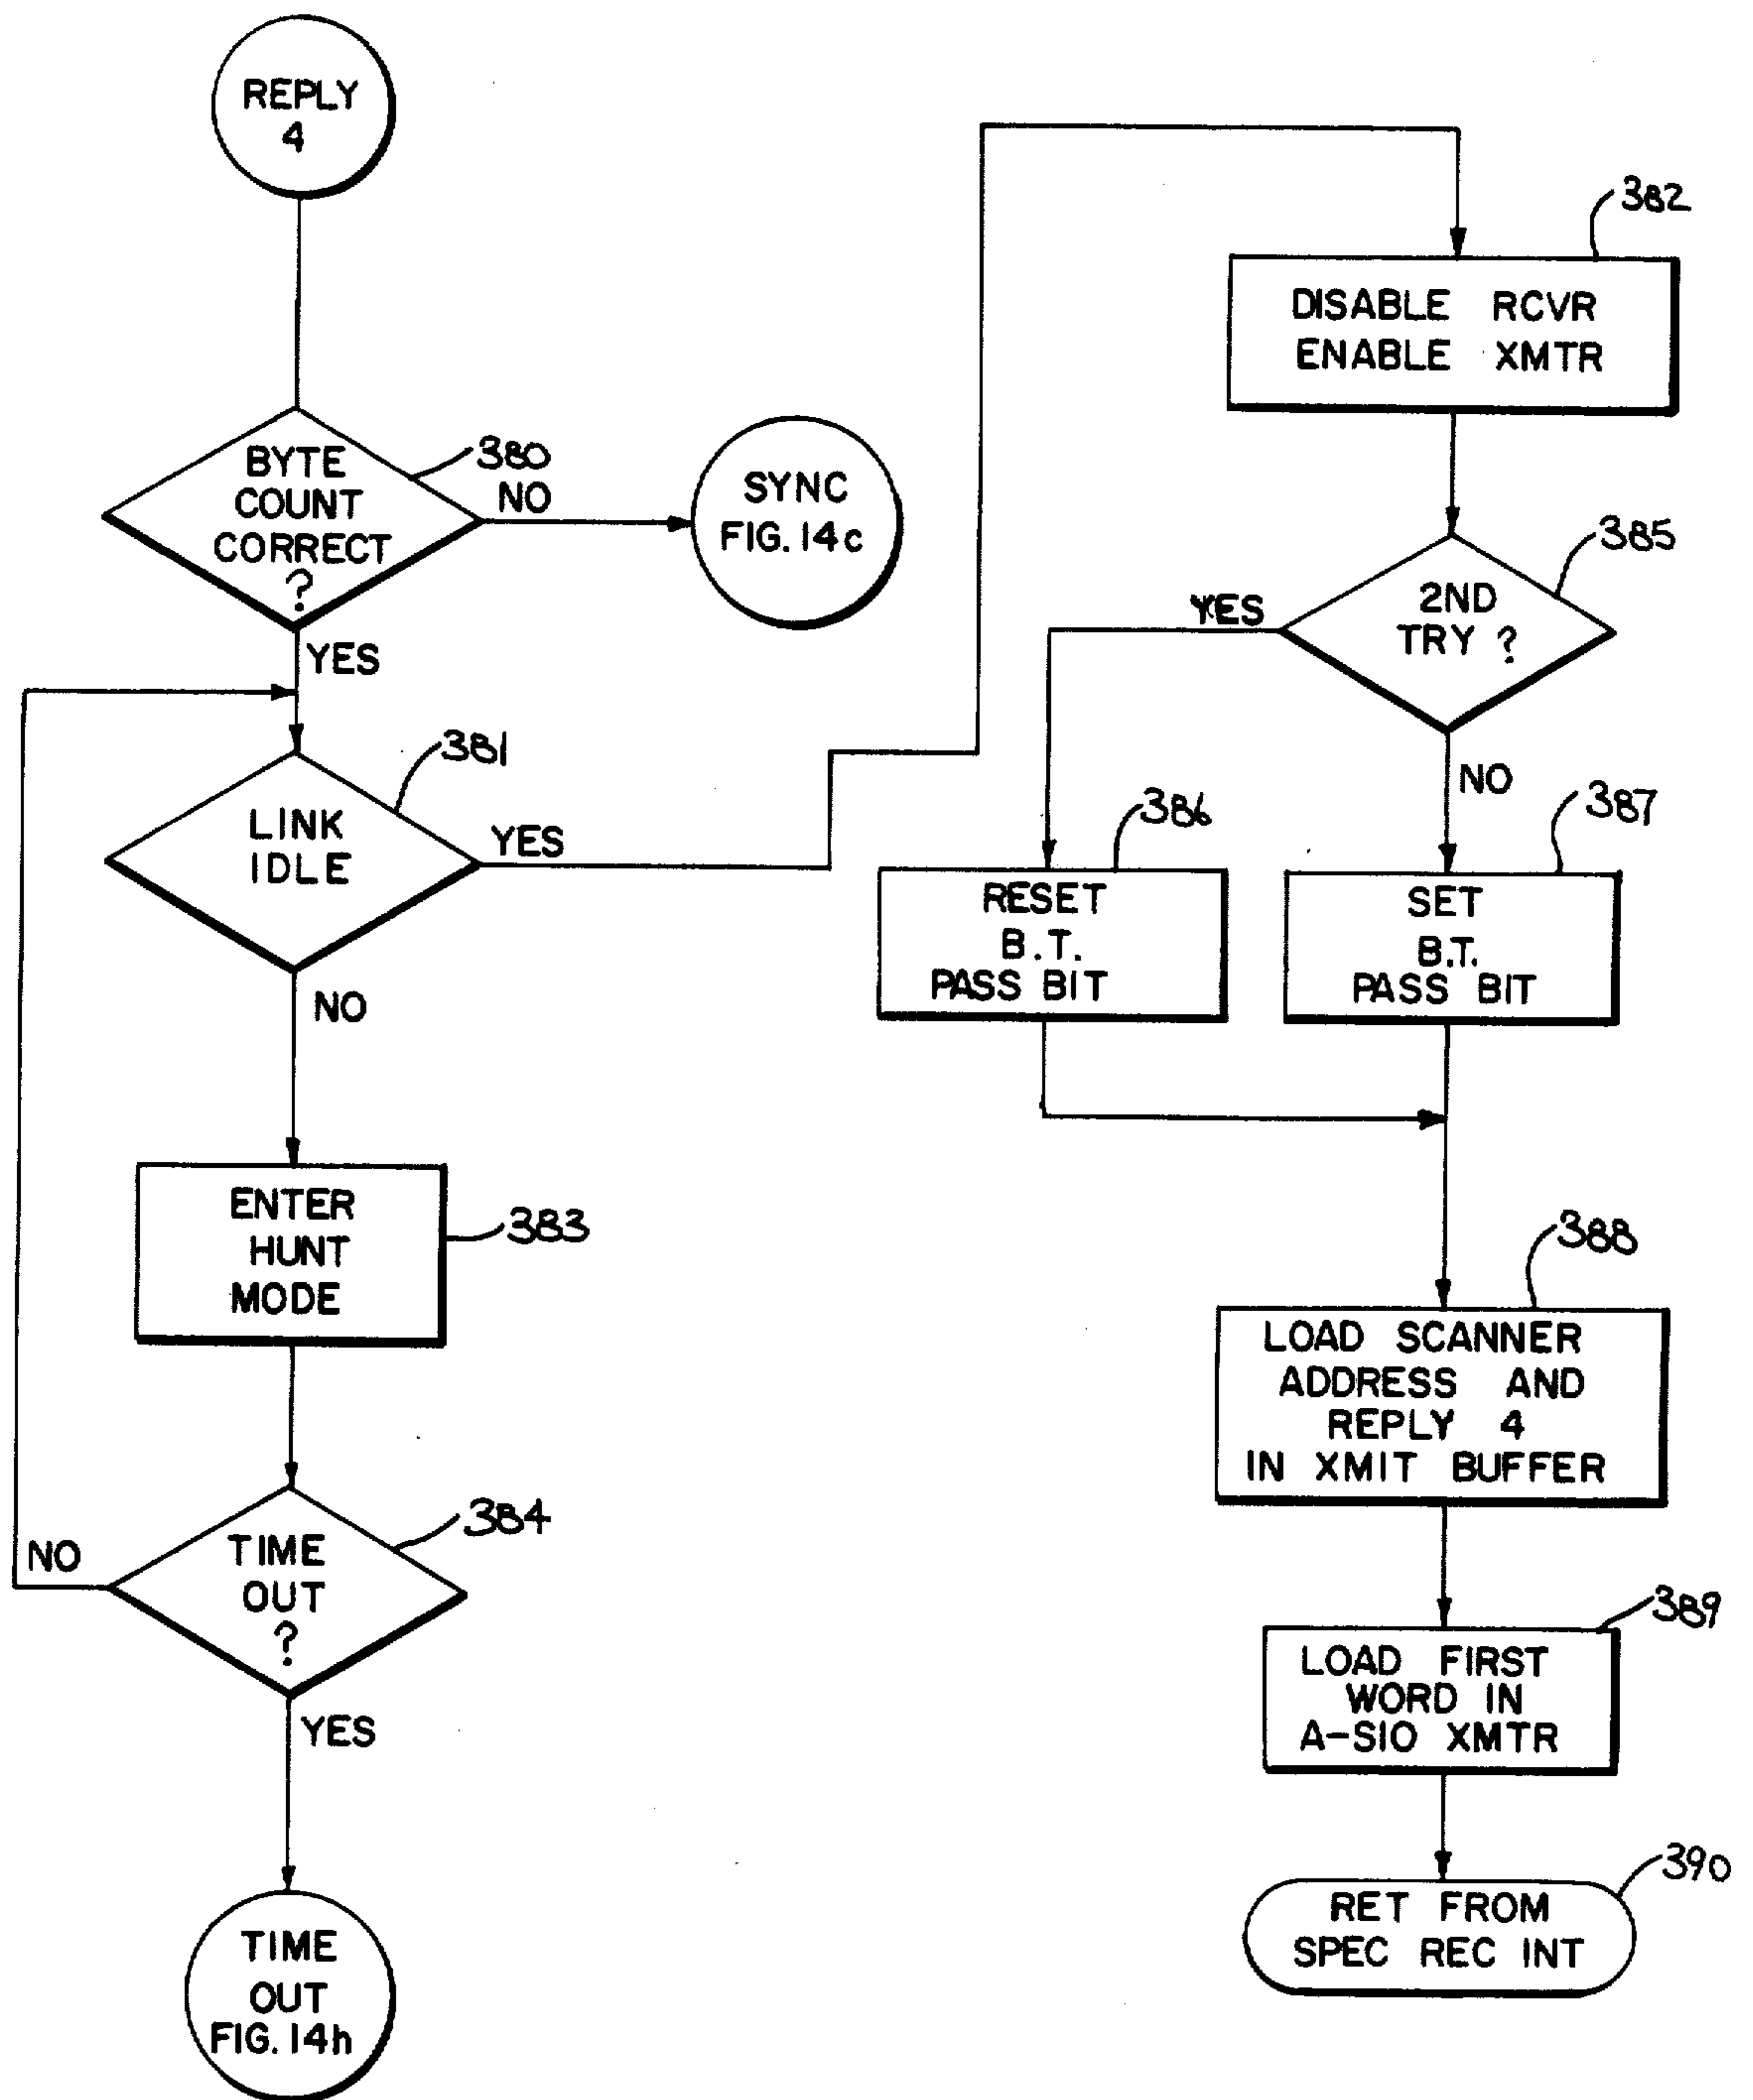 REPLY
4
BYTE
COUNT
CORRECT
?
380
NO
SYNC
FIG. 14c
YES
LINK
IDLE
381
YES
NO
ENTER
HUNT
MODE
383
TIME
OUT
?
384
NO
YES
TIME
OUT
FIG. 14h
382
DISABLE RCVR
ENABLE XMTR
385
2ND
TRY ?
YES
NO
386
RESET
B.T.
PASS BIT
387
SET
B.T.
PASS BIT
388
LOAD SCANNER
ADDRESS AND
REPLY 4
IN XMIT BUFFER
389
LOAD FIRST
WORD IN
A-SIO XMTR
390
RET FROM
SPEC REC INT